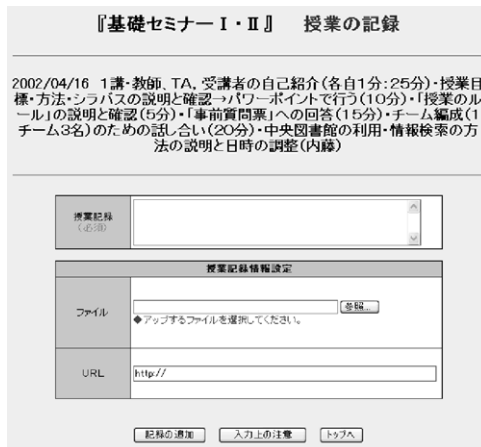 『基礎セミナーⅠ・Ⅱ』 授業の記録
2002/04/16 1講・教師、TA，受講者の自己紹介(各自1分：25分)・授業目
標・方法・シラバスの説明と確認→パワーポイントで行う(10分)・「授業のル
ール」の説明と確認(5分)・「事前質問票」への回答(15分)・チーム編成(1
チーム3名)のための話し合い(20分)・中央図書館の利用・情報検索の方
法の説明と日時の調整(内藤)
授業記録
(必須)
授業記録情報設定
ファイル
参照...
◆アップするファイルを選択してください。
URL
http://
記録の追加 入力上の注意 トップへ